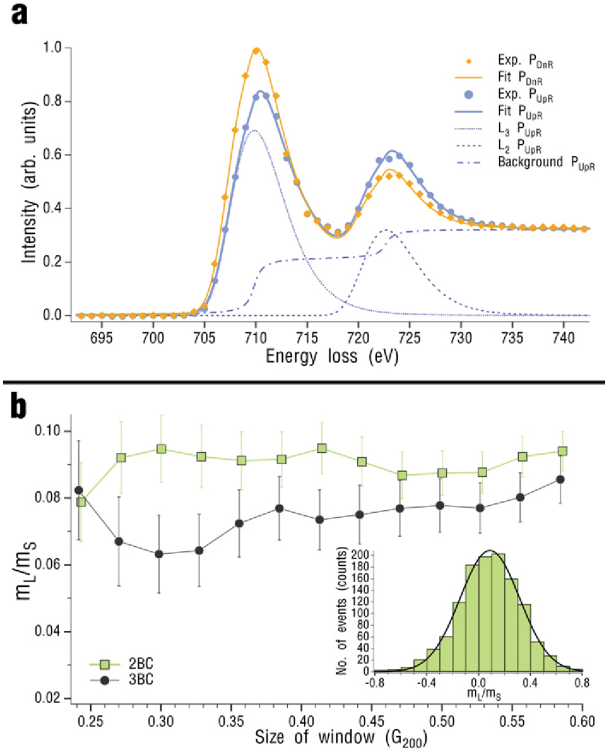 a
1.0
0.8
0.6
0.4
0.2
0.0
Intensity (arb. units)
Exp. P_DnR
Fit P_DnR
Exp. P_UpR
Fit P_UpR
L_3 P_UpR
L_2 P_UpR
Background P_UpR
695 700 705 710 715 720 725 730 735 740
Energy loss (eV)
b
0.10
0.08
0.06
0.04
0.02
m_L/m_S
2BC
3BC
200
180
160
140
120
100
80
60
40
20
0
No. of events (counts)
-0.8 -0.4 0.0 0.4 0.8
m_L/m_S
0.25 0.30 0.35 0.40 0.45 0.50 0.55 0.60
Size of window (G_200)